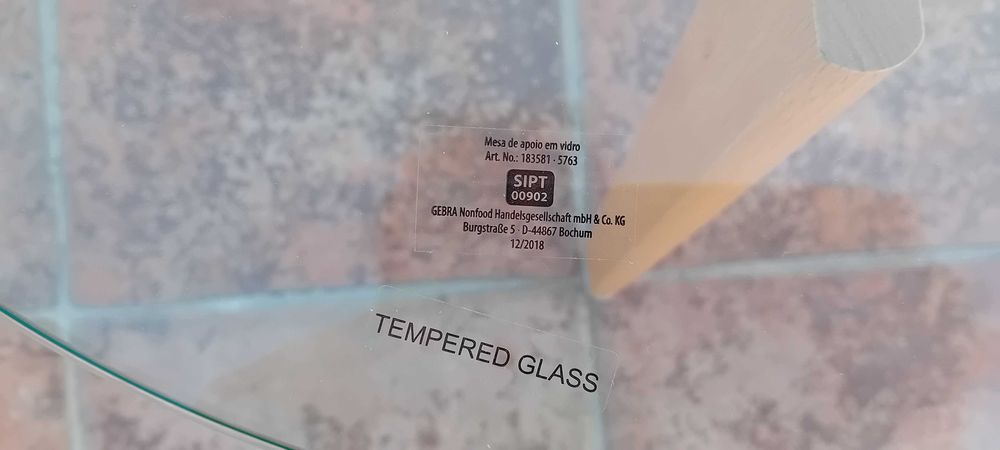 Mesa de apoio em vidro
Art. No.: 183581 · 5763
SIPT
00902
GEBRA Nonfood Handelsgesellschaft mbH & Co. KG
Burgstraße 5 · D-44867 Bochum
12/2018
TEMPERED GLASS